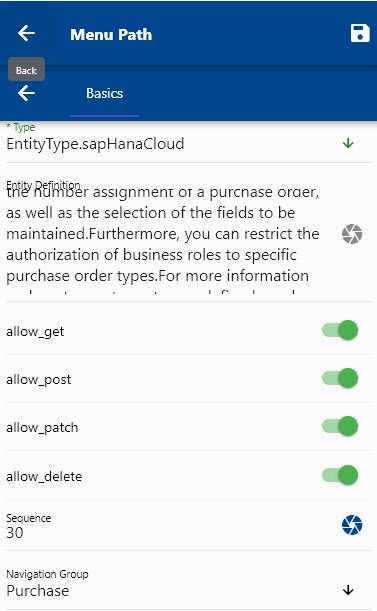 Menu Path
Back
Basics
* Type
EntityType.sapHanaCloud
Entity Definition
the number assignment of a purchase order,
as well as the selection of the fields to be
maintained.Furthermore, you can restrict the
authorization of business roles to specific
purchase order types.For more information
allow_get
allow_post
allow_patch
allow_delete
Sequence
30
Navigation Group
Purchase